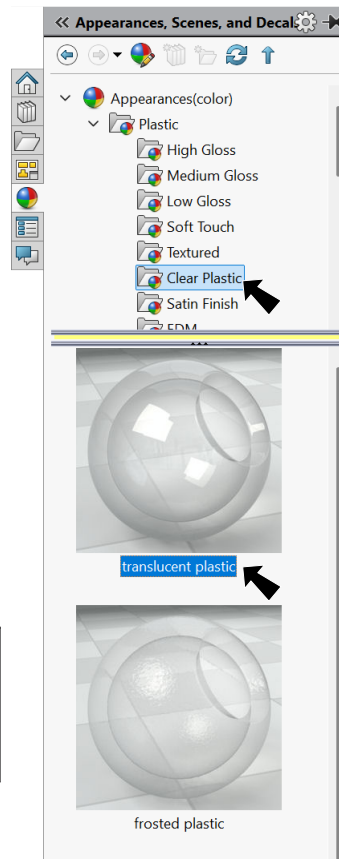 Appearances, Scenes, and Decal
Appearances(color)
Plastic
High Gloss
Medium Gloss
Low Gloss
Soft Touch
Textured
Clear Plastic
Satin Finish
EDM
translucent plastic
frosted plastic